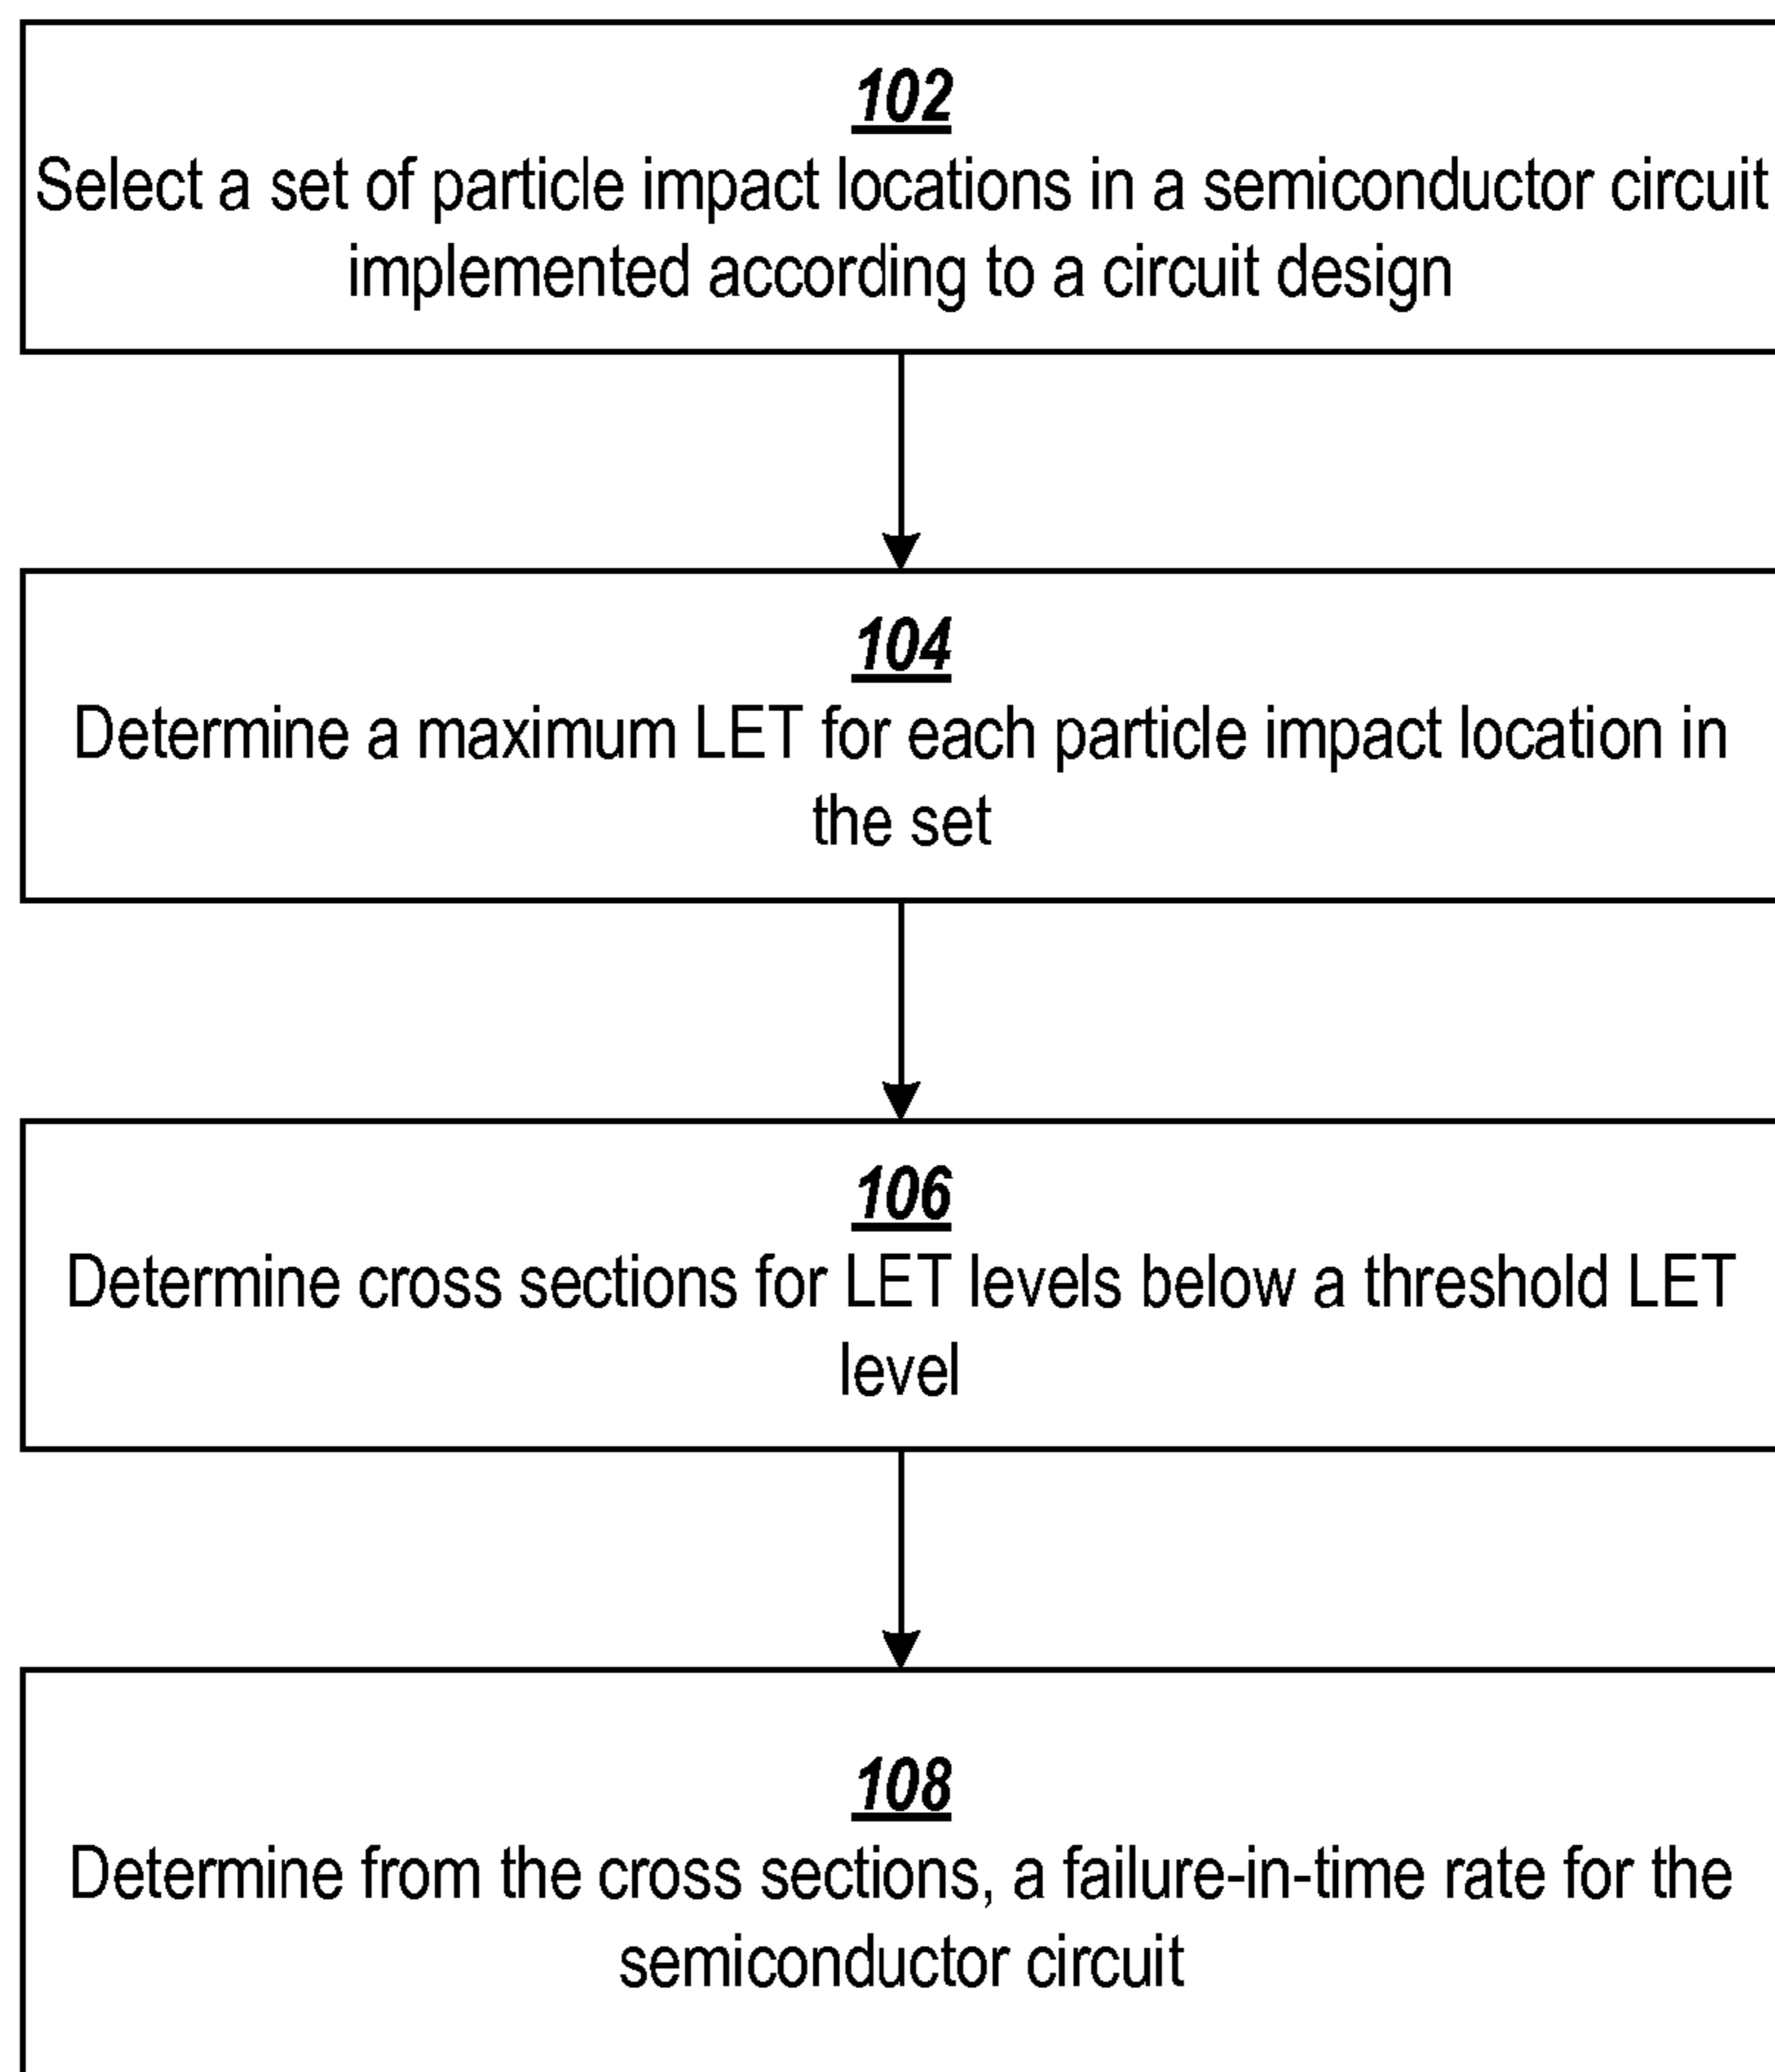 102
Select a set of particle impact locations in a semiconductor circuit
implemented according to a circuit design
104
Determine a maximum LET for each particle impact location in
the set
106
Determine cross sections for LET levels below a threshold LET
level
108
Determine from the cross sections, a failure-in-time rate for the
semiconductor circuit